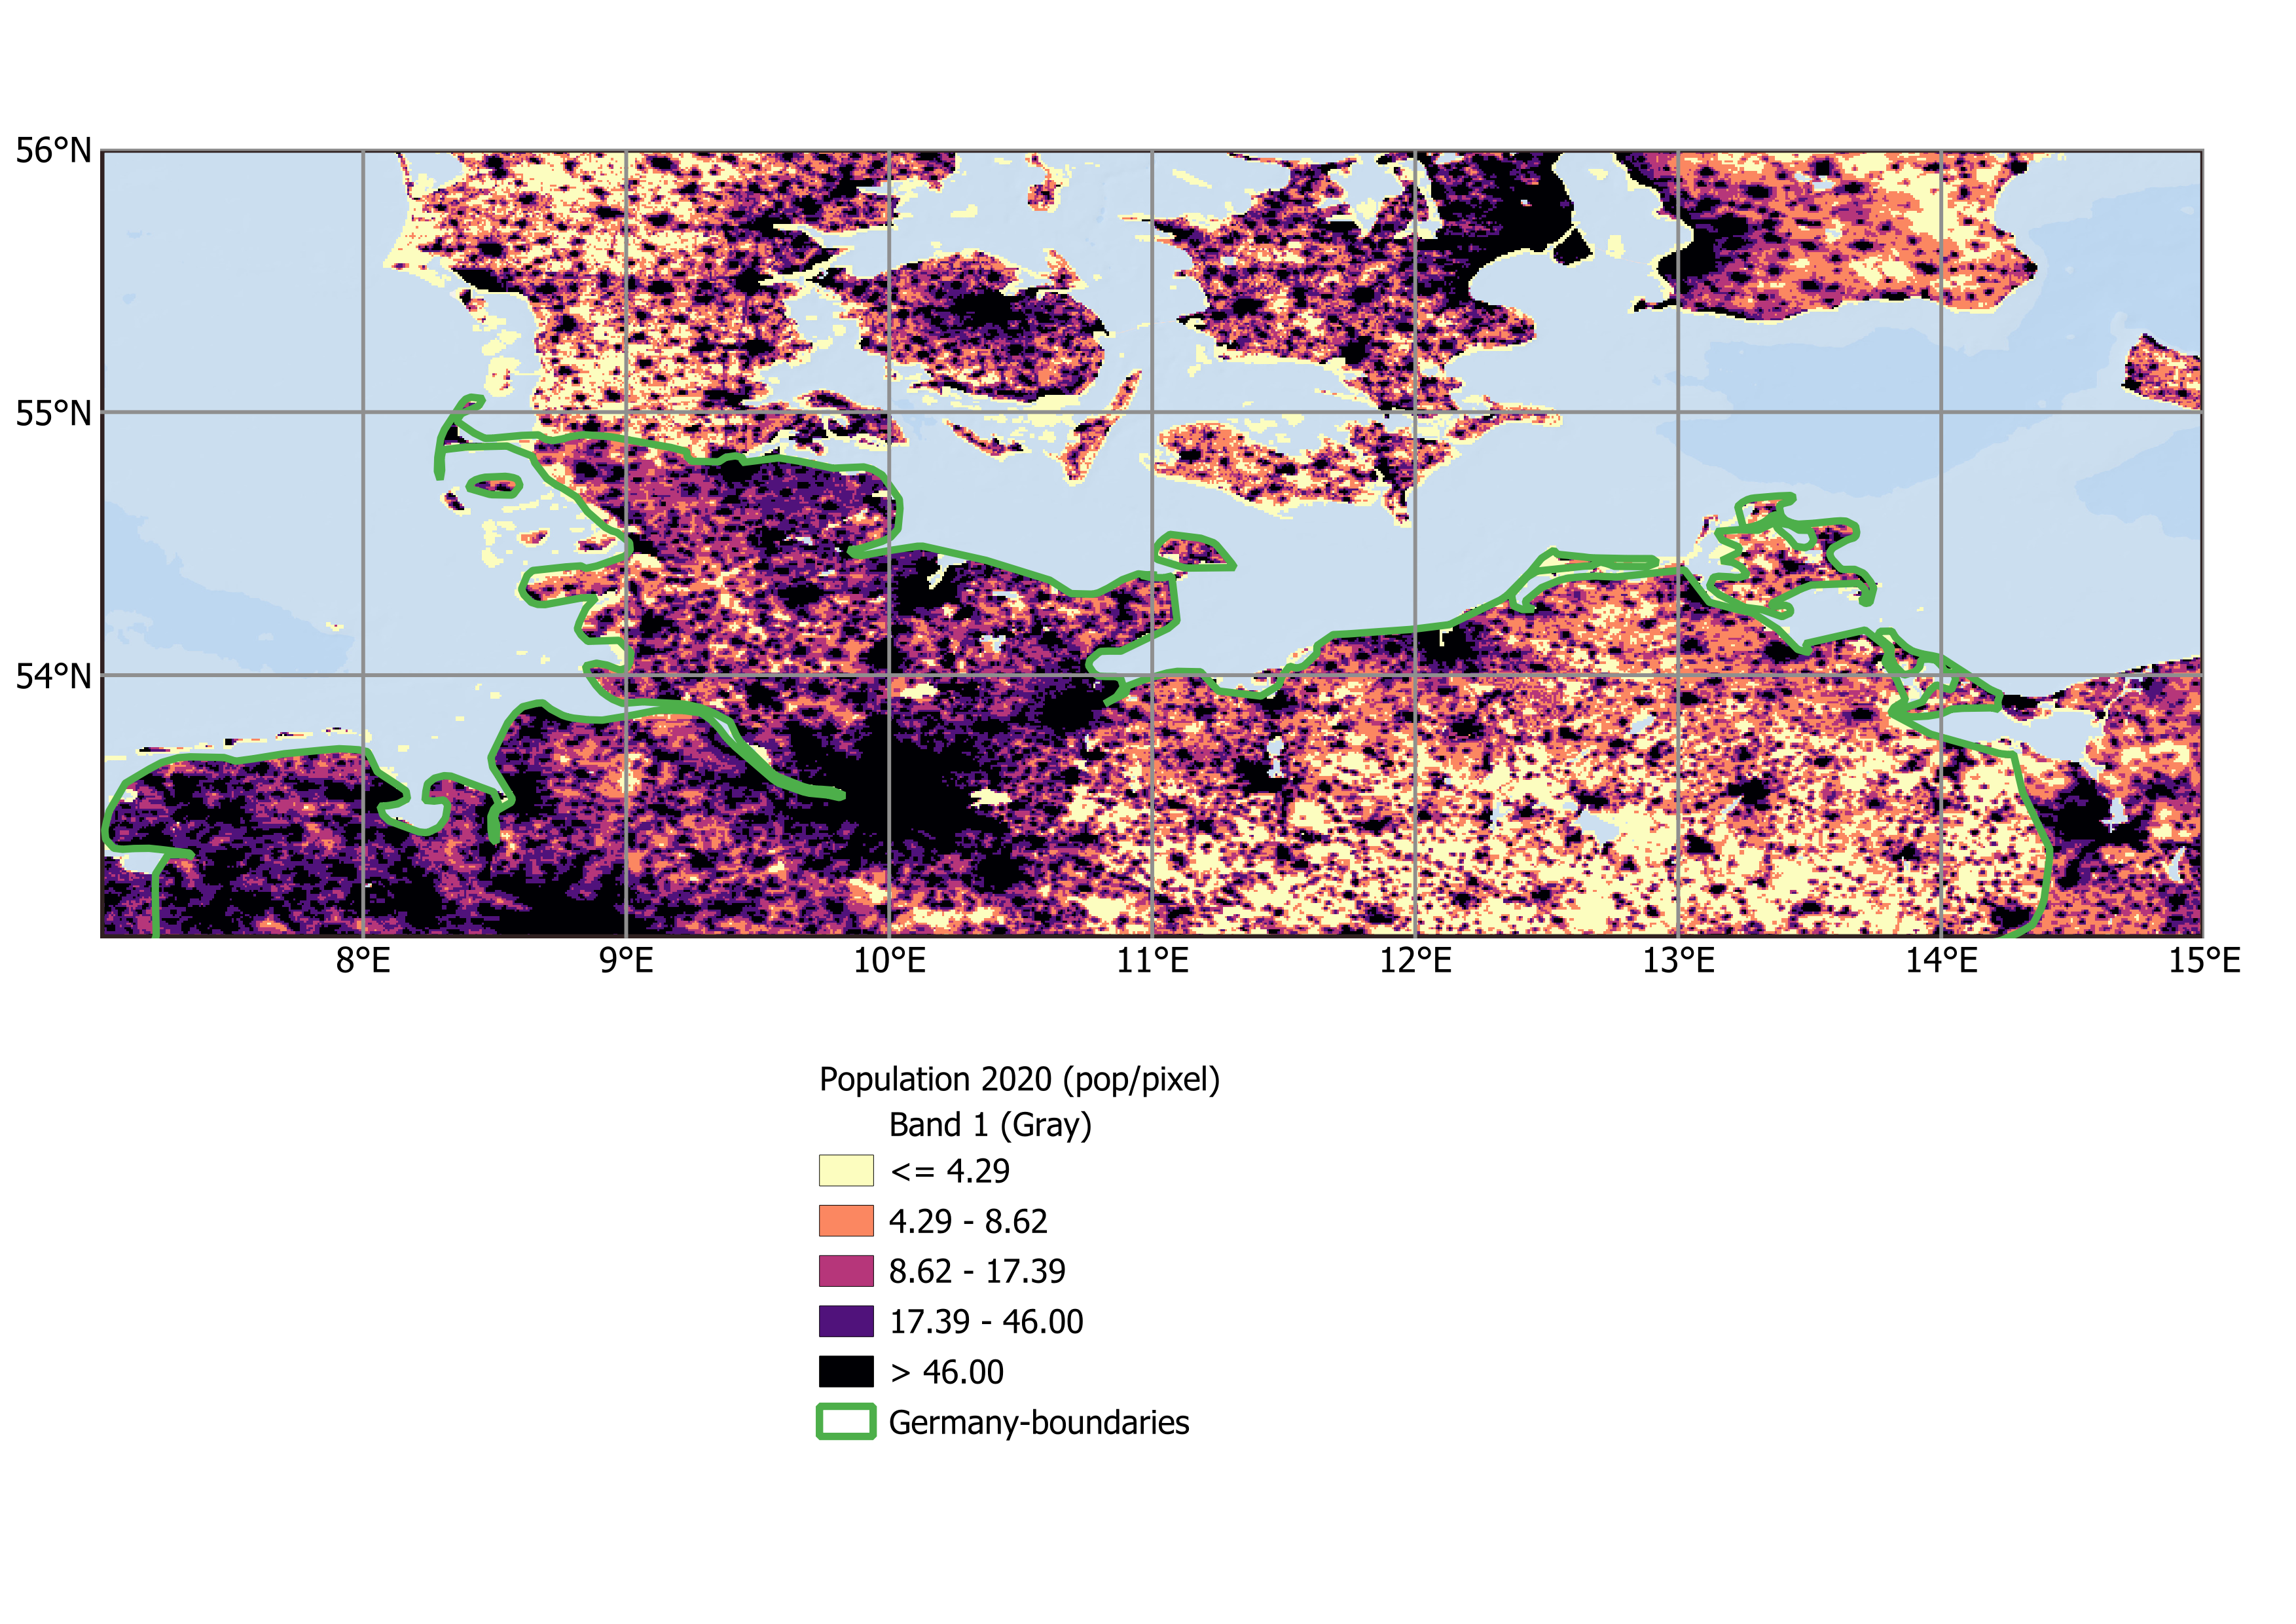 56°N
55°N
54°N
8°E 9°E 10°E 11°E 12°E 13°E 14°E 15°E
Population 2020 (pop/pixel)
Band 1 (Gray)
<= 4.29
4.29 - 8.62
8.62 - 17.39
17.39 - 46.00
> 46.00
Germany-boundaries